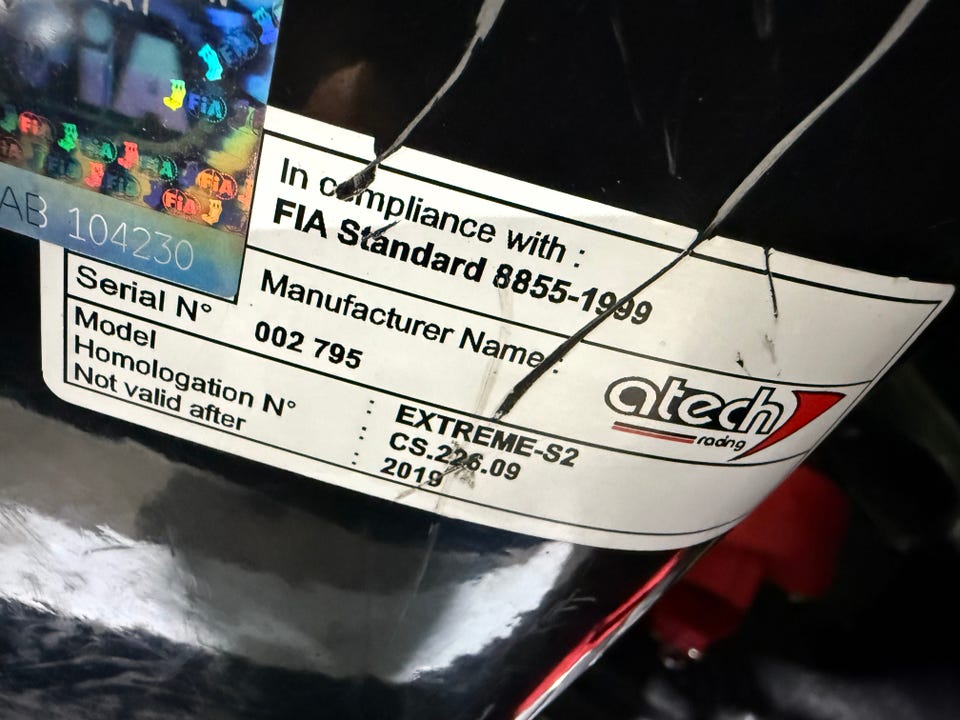 FiA
AB 104230
In compliance with :
FIA Standard 8855-1999
Manufacturer Name :
atech
racing
Serial N° 002 795
Model : EXTREME-S2
Homologation N° : CS.226.09
Not valid after : 2019